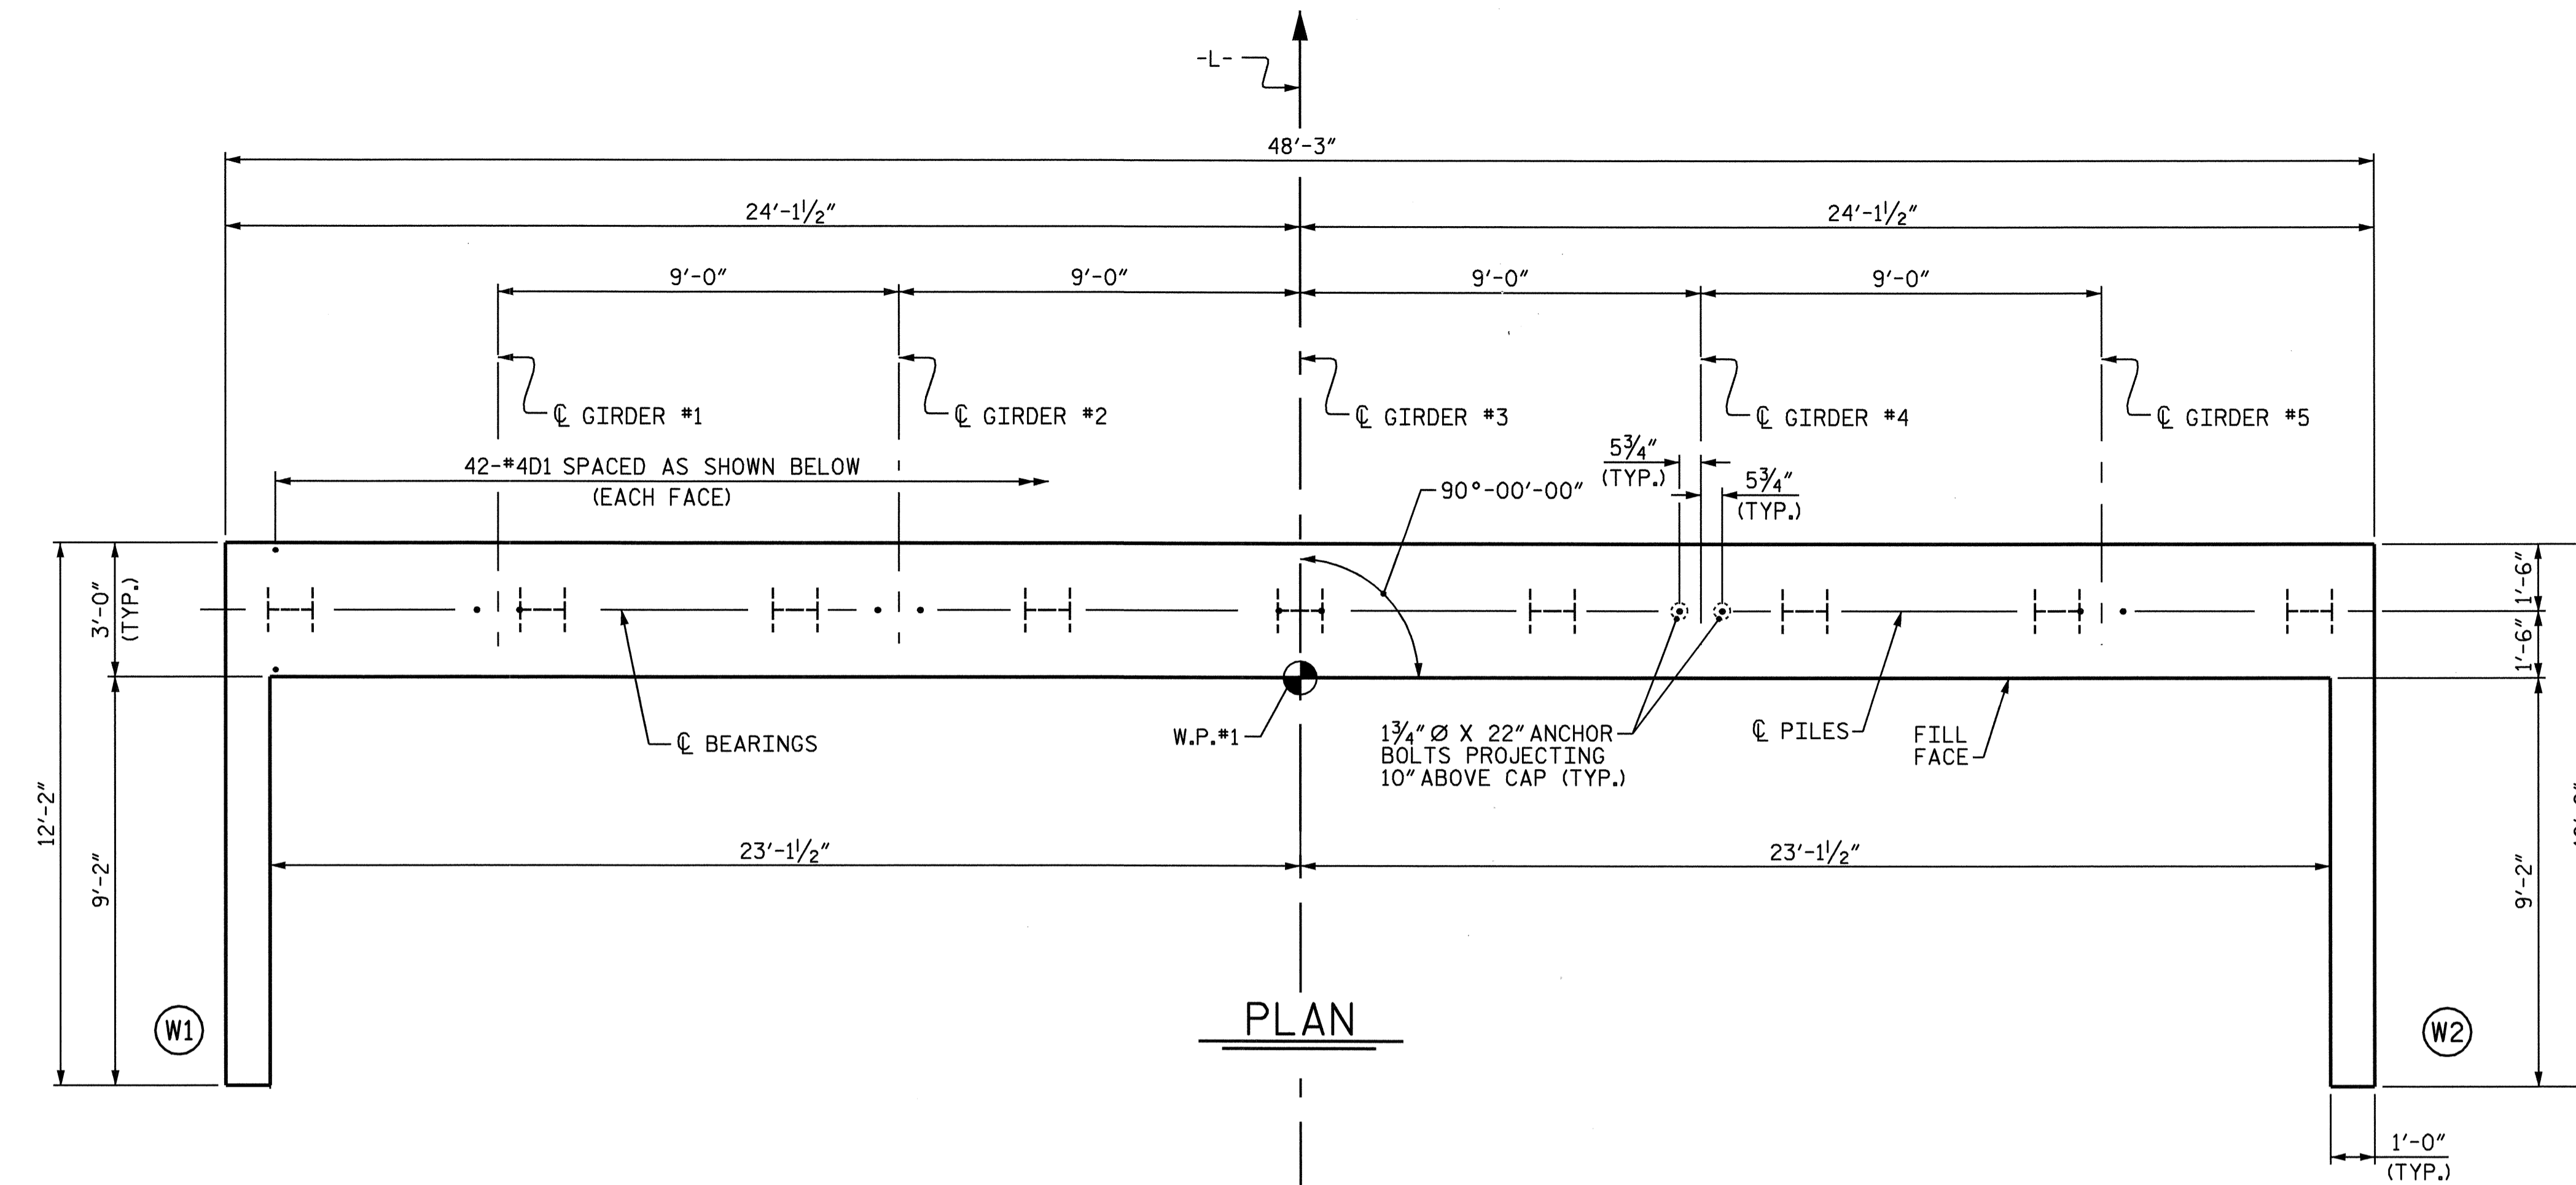 -L-
48'-3"
24'-1½"
24'-1½"
9'-0"
9'-0"
9'-0"
9'-0"
℄ GIRDER #1
℄ GIRDER #2
℄ GIRDER #3
℄ GIRDER #4
℄ GIRDER #5
42-#4D1 SPACED AS SHOWN BELOW
(EACH FACE)
5¾"
(TYP.)
5¾"
(TYP.)
90°-00'-00"
3'-0"
(TYP.)
1'-6"
1'-6"
12'-2"
9'-2"
℄ BEARINGS
W.P.#1
1¾" Ø X 22" ANCHOR
BOLTS PROJECTING
10" ABOVE CAP (TYP.)
℄ PILES
FILL
FACE
23'-1½"
23'-1½"
9'-2"
W1
PLAN
W2
1'-0"
(TYP.)